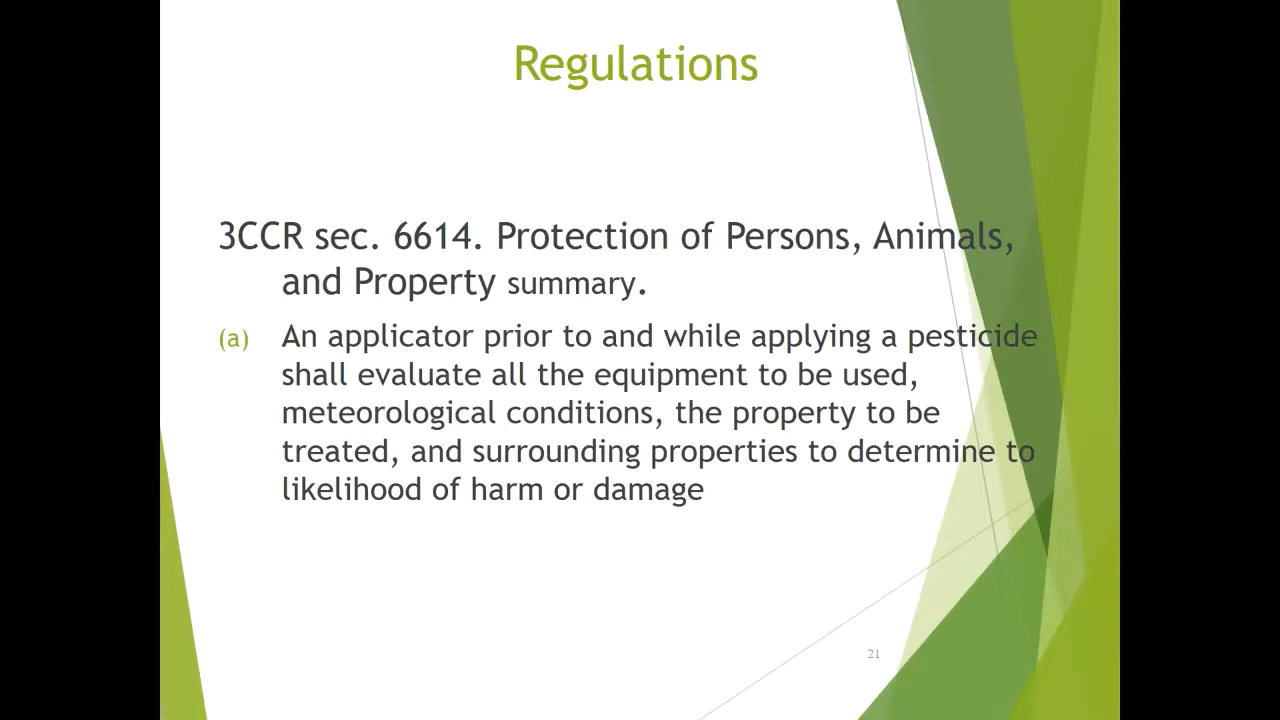 Regulations
3CCR sec. 6614. Protection of Persons, Animals,
and Property summary.
(a) An applicator prior to and while applying a pesticide
shall evaluate all the equipment to be used,
meteorological conditions, the property to be
treated, and surrounding properties to determine to
likelihood of harm or damage
21